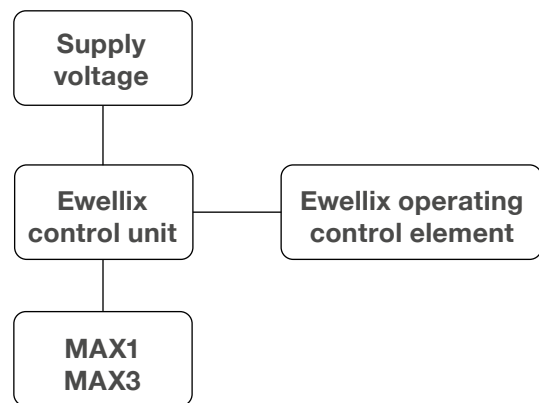 Supply
voltage
Ewellix
control unit
Ewellix operating
control element
MAX1
MAX3